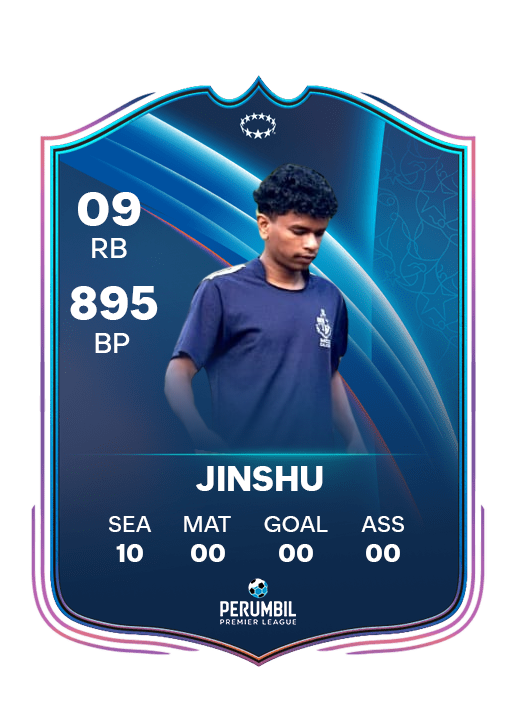 09
RB
895
BP
JINSHU
SEA MAT GOAL ASS
10 00 00 00
PERUMBIL
PREMIER LEAGUE